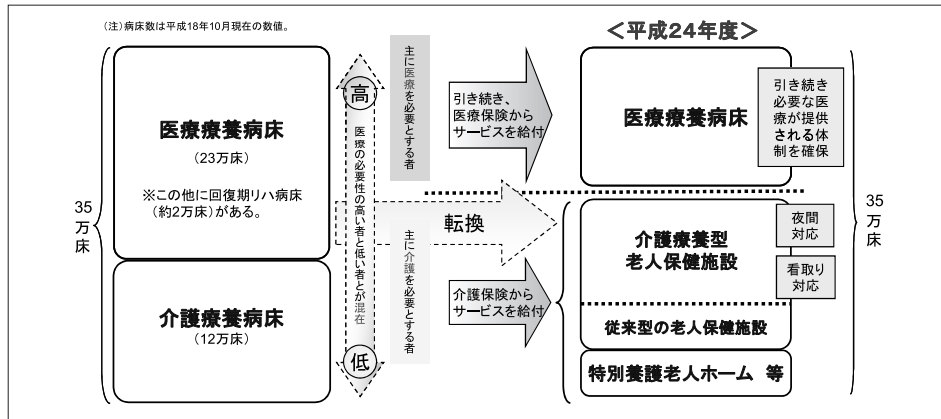 (注)病床数は平成18年10月現在の数値。
35
万
床
医療療養病床
(23万床)
※この他に回復期リハ病床
(約2万床)がある。
介護療養病床
(12万床)
高
医療の必要性の高い者と低い者とが混在
低
主に医療を必要とする者
主に介護を必要とする者
引き続き、
医療保険から
サービスを給付
転換
介護保険から
サービスを給付
<平成24年度>
医療療養病床
引き続き
必要な医
療が提供
される体
制を確保
介護療養型
老人保健施設
夜間
対応
看取り
対応
従来型の老人保健施設
特別養護老人ホーム 等
35
万
床